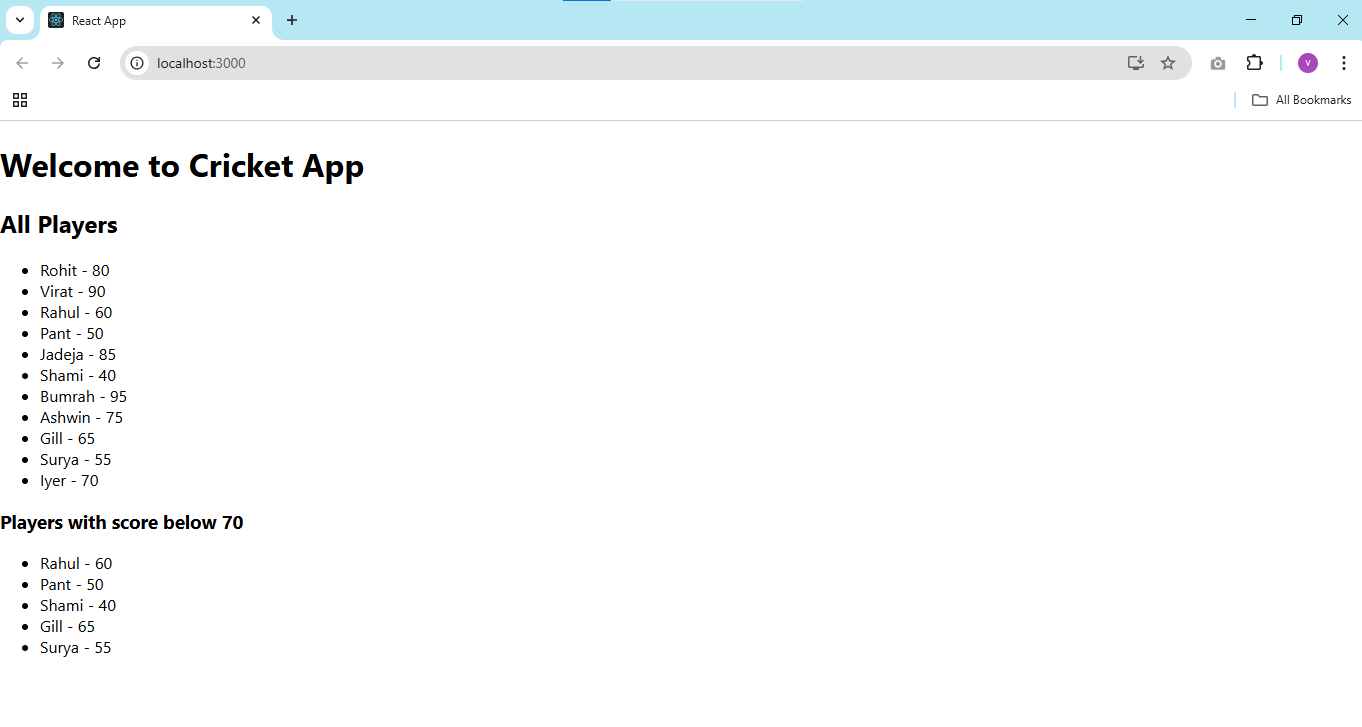 React App
localhost:3000
V
All Bookmarks
Welcome to Cricket App
All Players
Rohit - 80
Virat - 90
Rahul - 60
Pant - 50
Jadeja - 85
Shami - 40
Bumrah - 95
Ashwin - 75
Gill - 65
Surya - 55
Iyer - 70
Players with score below 70
Rahul - 60
Pant - 50
Shami - 40
Gill - 65
Surya - 55